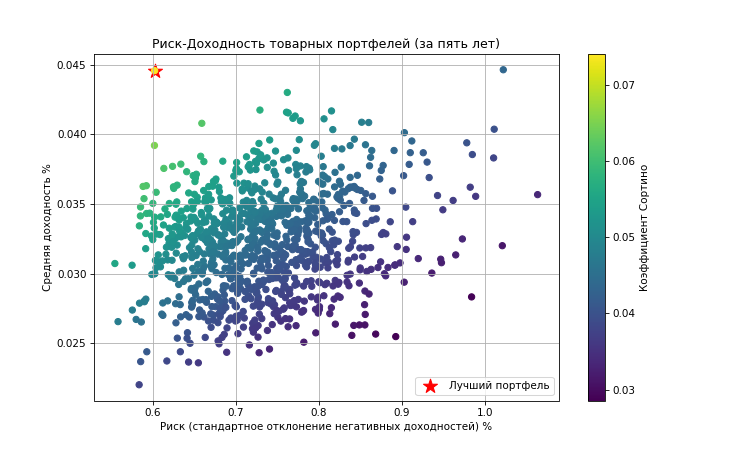 Риск-Доходность товарных портфелей (за пять лет)
0.045
0.040
0.035
0.030
0.025
Средняя доходность %
0.6 0.7 0.8 0.9 1.0
Риск (стандартное отклонение негативных доходностей) %
Лучший портфель
0.07
0.06
0.05
0.04
0.03
Коэффициент Сортино